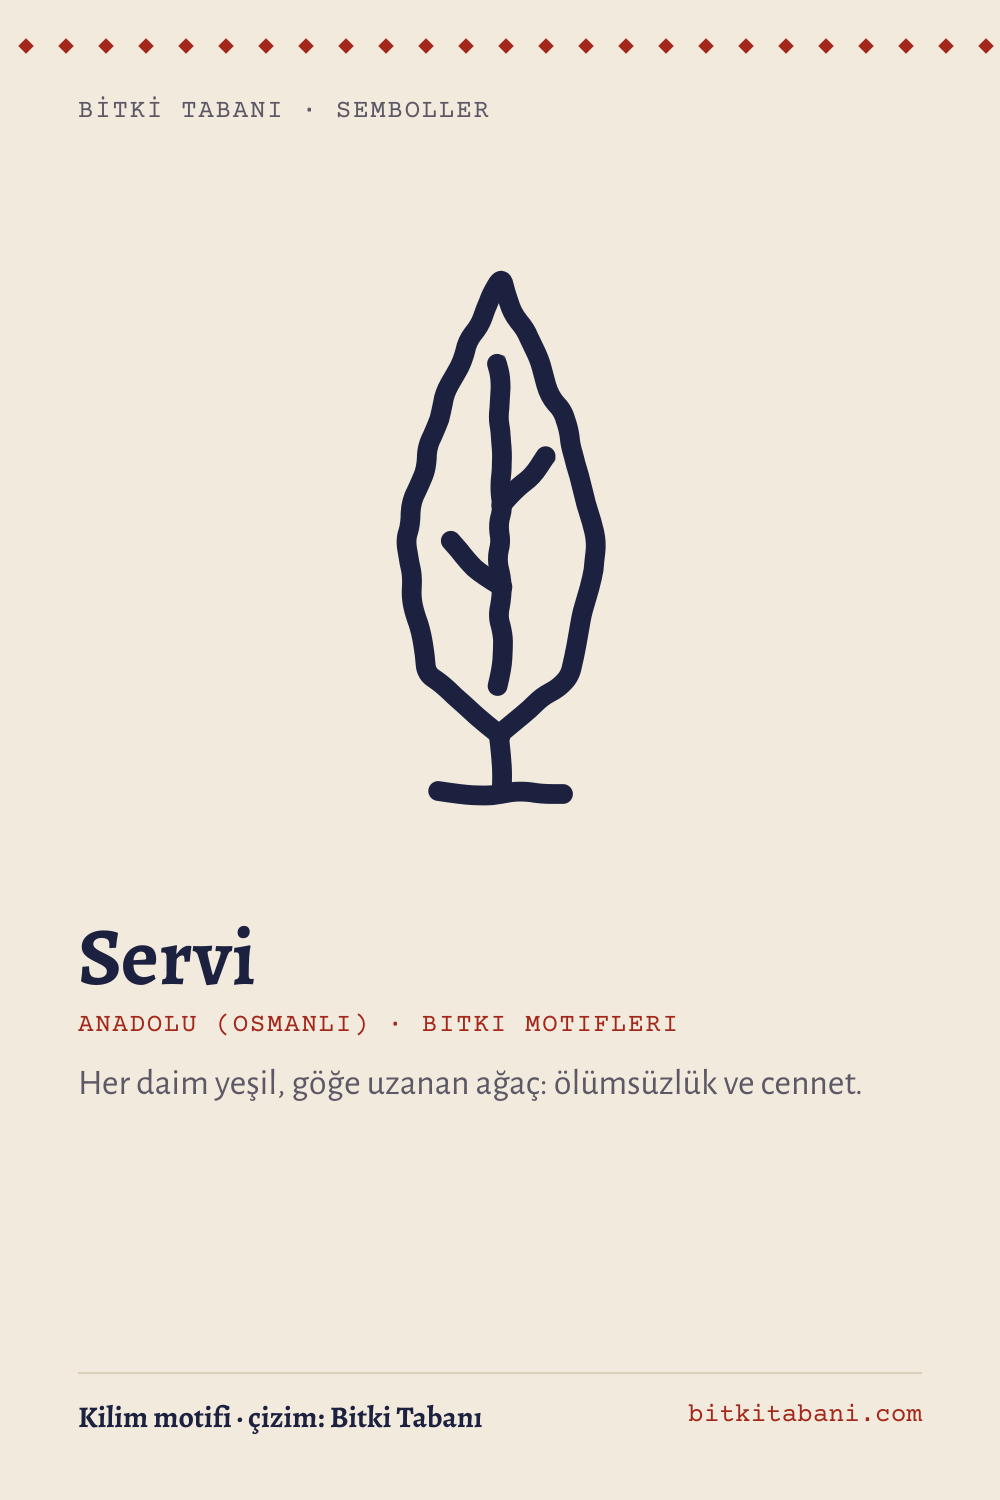 BİTKİ TABANI · SEMBOLLER
Servi
ANADOLU (OSMANLI) · BITKI MOTIFLERI
Her daim yeşil, göğe uzanan ağaç: ölümsüzlük ve cennet.
Kilim motifi · çizim: Bitki Tabanı
bitkitabani.com